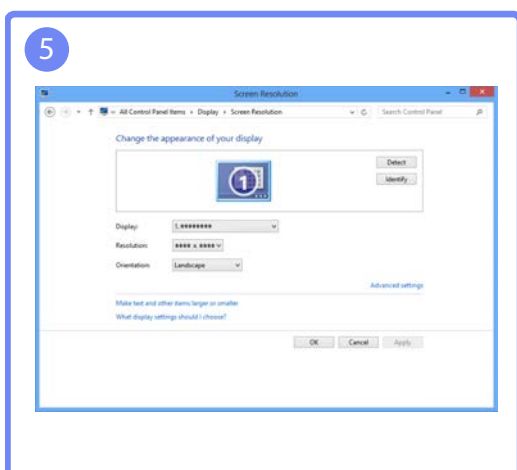 5
Screen Resolution
All Control Panel Items Display Screen Resolution Search Control Panel
Change the appearance of your display
1
Detect
Identify
Display: 1. ********
Resolution: **** x ****
Orientation: Landscape
Advanced settings
Make text and other items larger or smaller
What display settings should I choose?
OK Cancel Apply